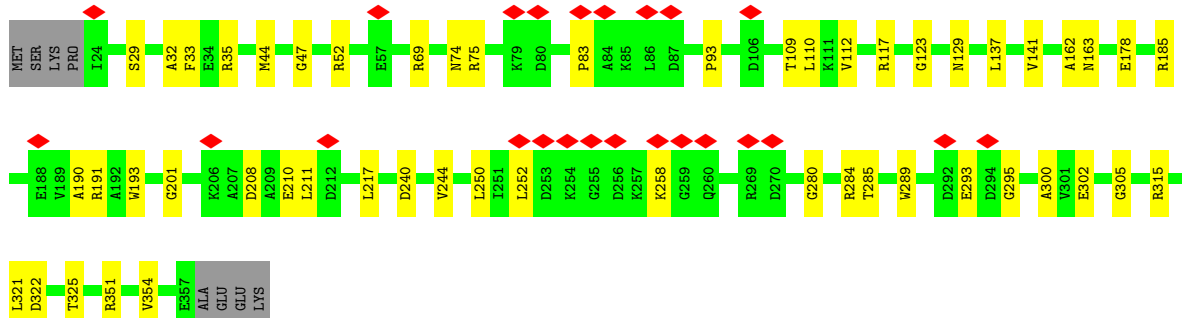 MET SER LYS PRO I24 S29 A32 F33 E34 R35 M44 G47 R52 E57 R69 N74 R75 K79 D80 P83 A84 K85 L86 D87 P93 D106 T109 L110 K111 V112 R117 G123 N129 L137 V141 A162 N163 E178 R185
E188 V189 A190 R191 A192 W193 G201 K206 A207 D208 A209 E210 L211 D212 L217 D240 V244 L250 I251 L252 D253 K254 G255 D256 K257 K258 G259 Q260 R269 D270 G280 R284 T285 W289 D292 E293 D294 G295 A300 V301 E302 G305 R315
L321 D322 T325 R351 V354 E357 ALA GLU GLU LYS